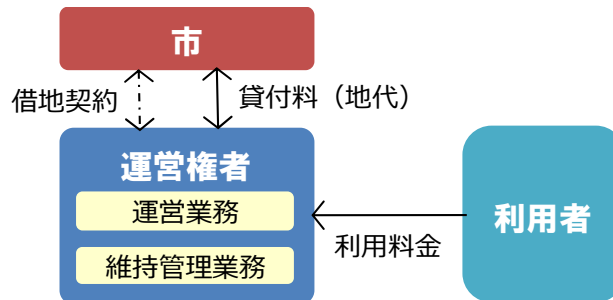 市
借地契約
貸付料（地代）
運営権者
運営業務
維持管理業務
利用料金
利用者